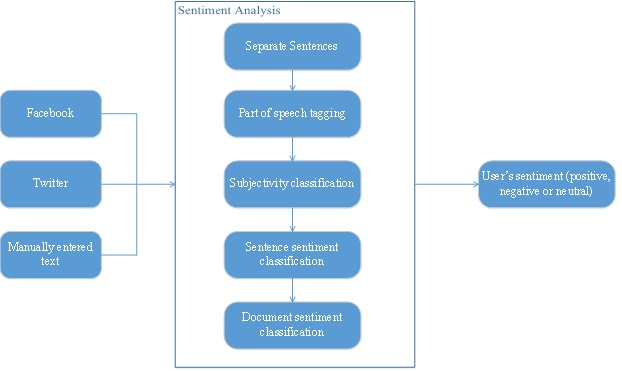 Sentiment Analysis
Separate Sentences
Facebook
Part of speech tagging
Twitter
Subjectivity classification
User's sentiment (positive,
negative or neutral)
Manually entered
text
Sentence sentiment
classification
Document sentiment
classification